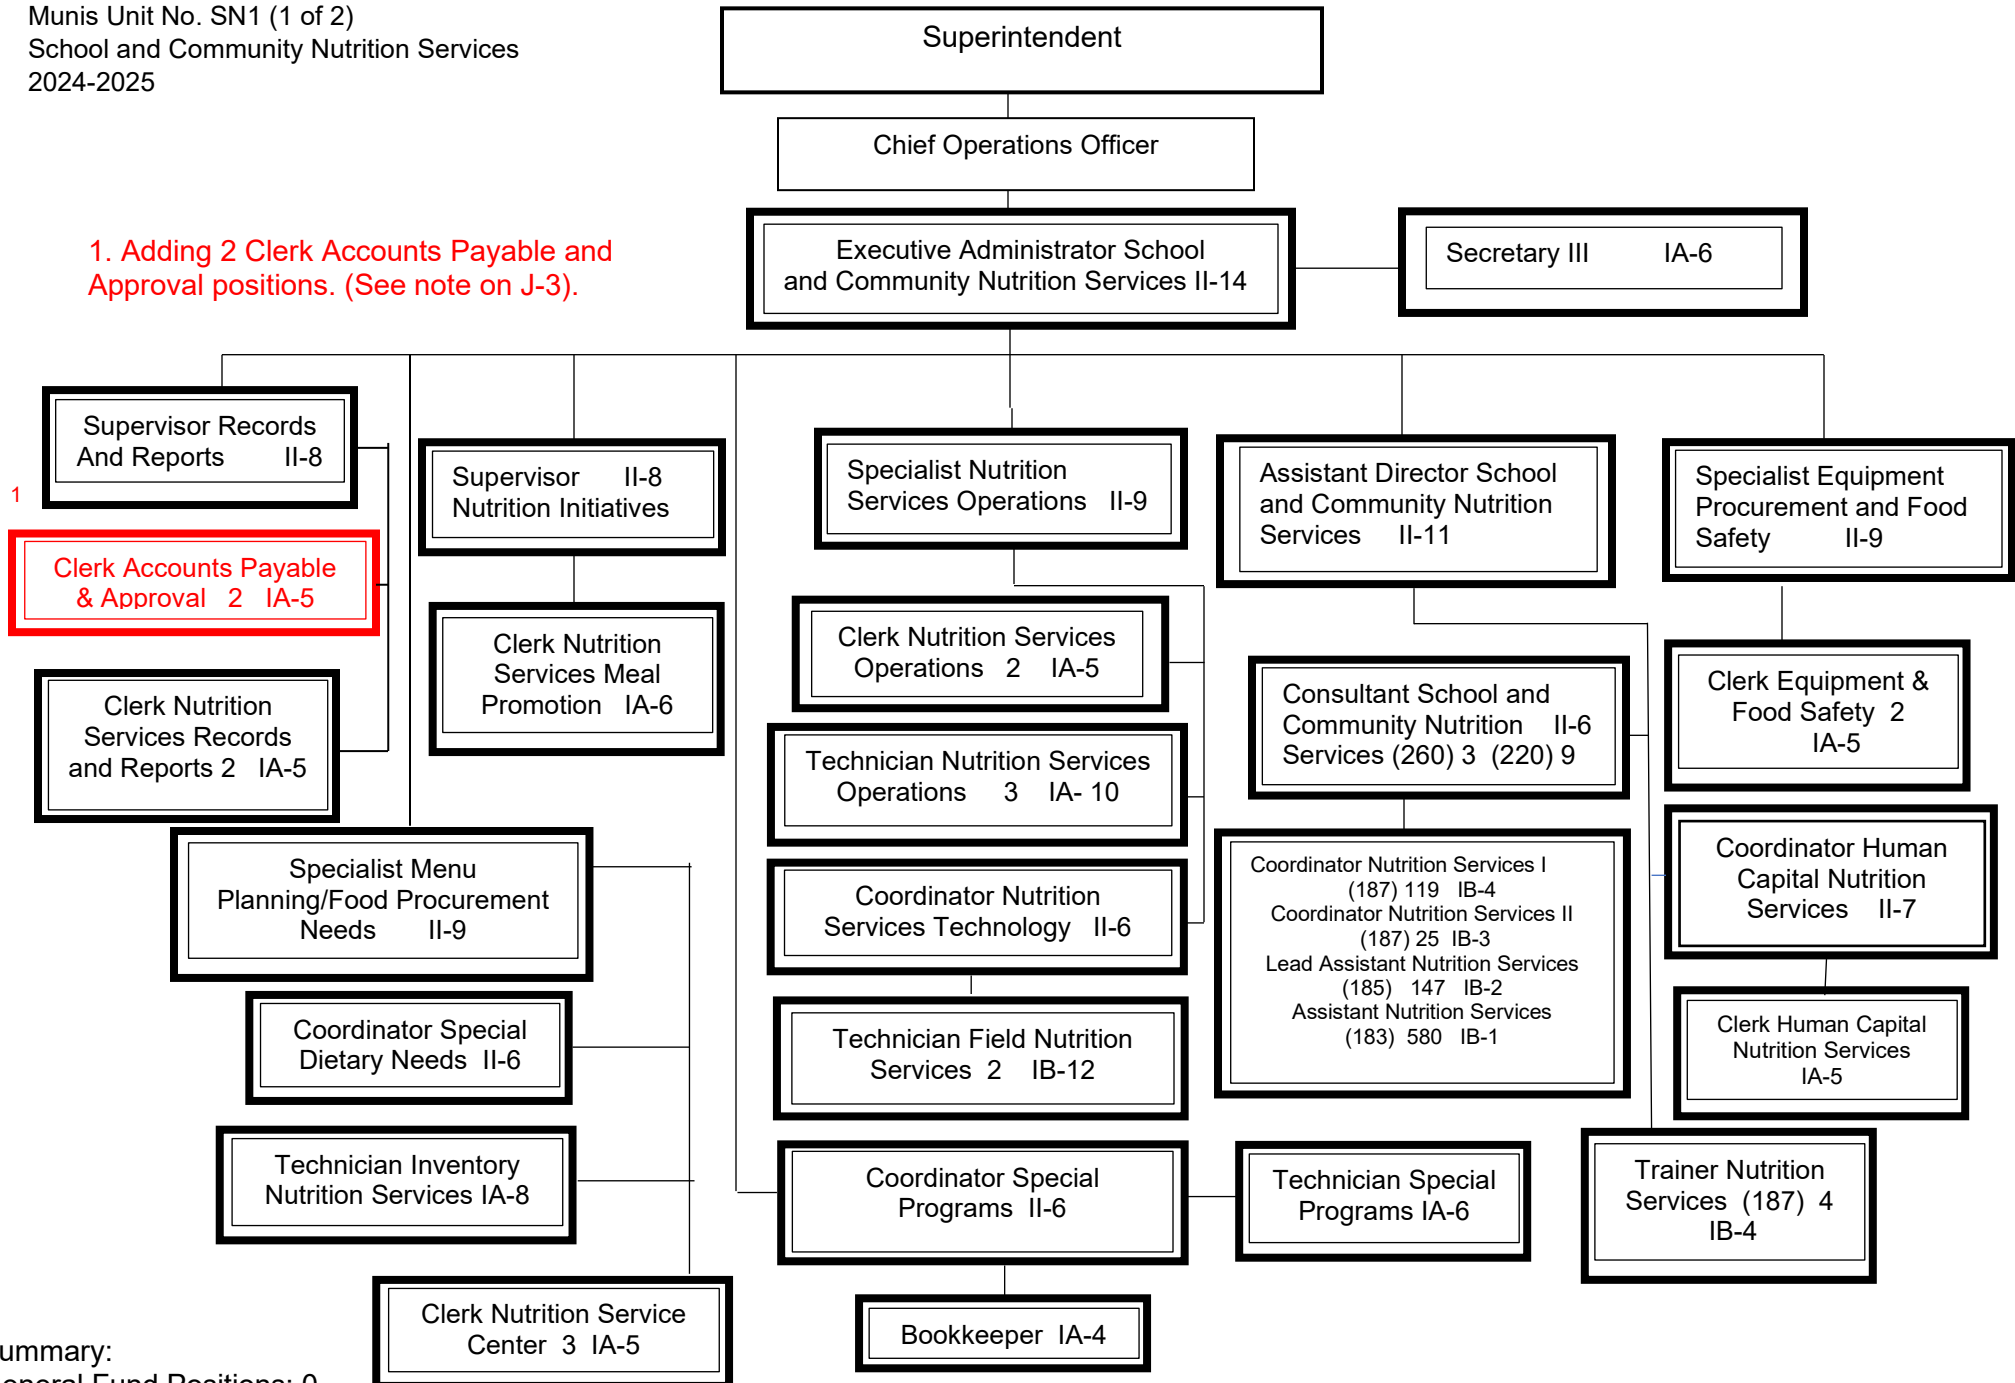 Munis Unit No. SN1 (1 of 2)
School and Community Nutrition Services
2024-2025
Superintendent
Chief Operations Officer
1. Adding 2 Clerk Accounts Payable and
Approval positions. (See note on J-3).
Executive Administrator School
and Community Nutrition Services II-14
Secretary III IA-6
Supervisor Records
And Reports II-8
1
Clerk Accounts Payable
& Approval 2 IA-5
Clerk Nutrition
Services Records
and Reports 2 IA-5
Supervisor II-8
Nutrition Initiatives
Clerk Nutrition
Services Meal
Promotion IA-6
Specialist Nutrition
Services Operations II-9
Clerk Nutrition Services
Operations 2 IA-5
Technician Nutrition Services
Operations 3 IA- 10
Coordinator Nutrition
Services Technology II-6
Technician Field Nutrition
Services 2 IB-12
Assistant Director School
and Community Nutrition
Services II-11
Consultant School and
Community Nutrition II-6
Services (260) 3 (220) 9
Coordinator Nutrition Services I
(187) 119 IB-4
Coordinator Nutrition Services II
(187) 25 IB-3
Lead Assistant Nutrition Services
(185) 147 IB-2
Assistant Nutrition Services
(183) 580 IB-1
Specialist Equipment
Procurement and Food
Safety II-9
Clerk Equipment &
Food Safety 2
IA-5
Coordinator Human
Capital Nutrition
Services II-7
Clerk Human Capital
Nutrition Services
IA-5
Trainer Nutrition
Services (187) 4
IB-4
Specialist Menu
Planning/Food Procurement
Needs II-9
Coordinator Special
Dietary Needs II-6
Technician Inventory
Nutrition Services IA-8
Clerk Nutrition Service
Center 3 IA-5
Coordinator Special
Programs II-6
Technician Special
Programs IA-6
Bookkeeper IA-4
ummary:
eneral Fund Positions: 0